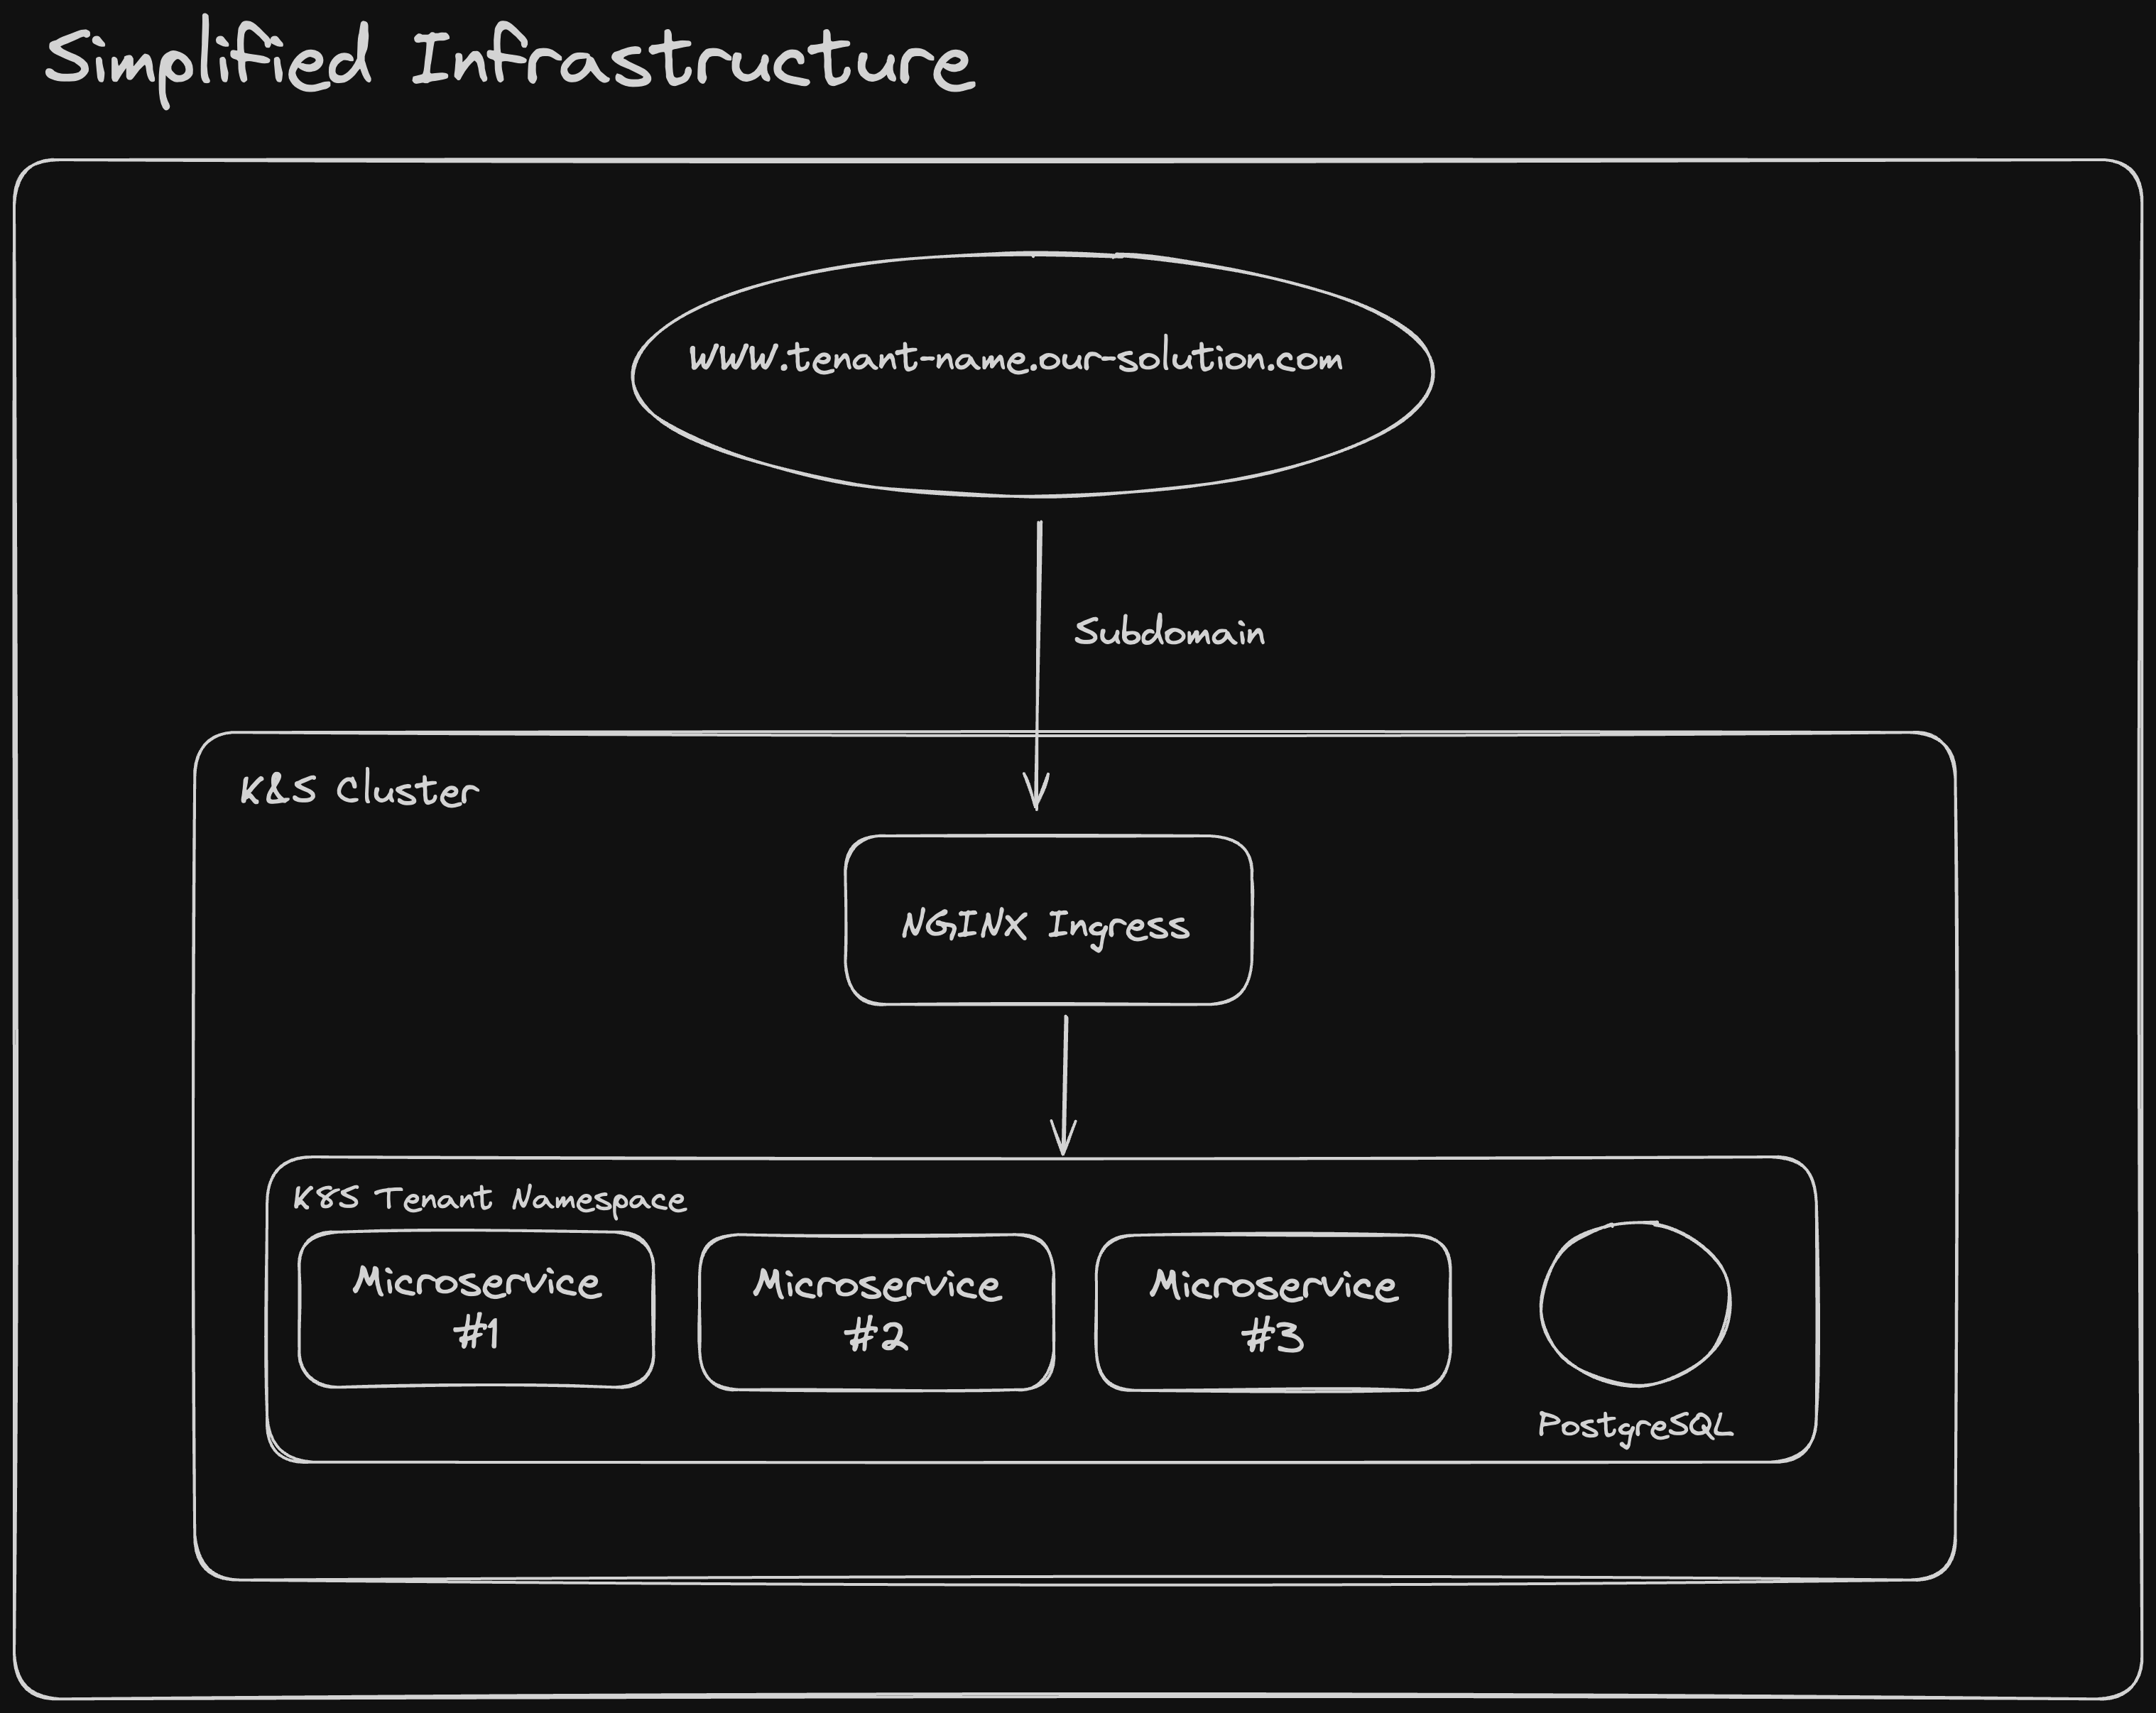 Simplified Infrastructure
www.tenant-name.our-solution.com
Subdomain
K&S Cluster
NGINX Ingress
K8S Tenant Namespace
Microservice
#1
Microservice
#2
Microservice
#3
PostgreSQL